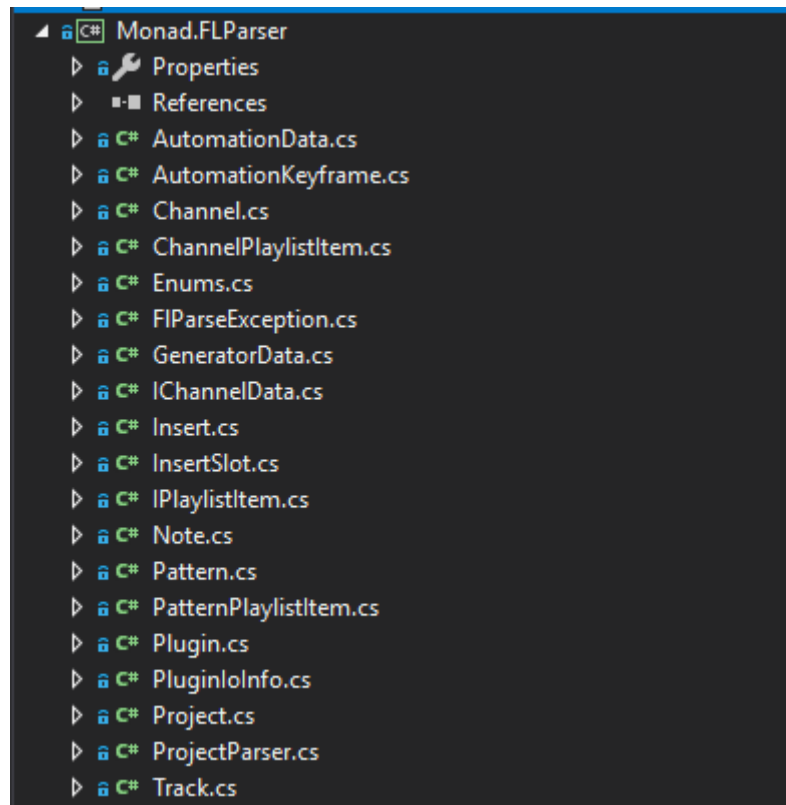 C# Monad.FLParser
Properties
References
C# AutomationData.cs
C# AutomationKeyframe.cs
C# Channel.cs
C# ChannelPlaylistItem.cs
C# Enums.cs
C# FlParseException.cs
C# GeneratorData.cs
C# IChannelData.cs
C# Insert.cs
C# InsertSlot.cs
C# IPlaylistItem.cs
C# Note.cs
C# Pattern.cs
C# PatternPlaylistItem.cs
C# Plugin.cs
C# PluginIoInfo.cs
C# Project.cs
C# ProjectParser.cs
C# Track.cs